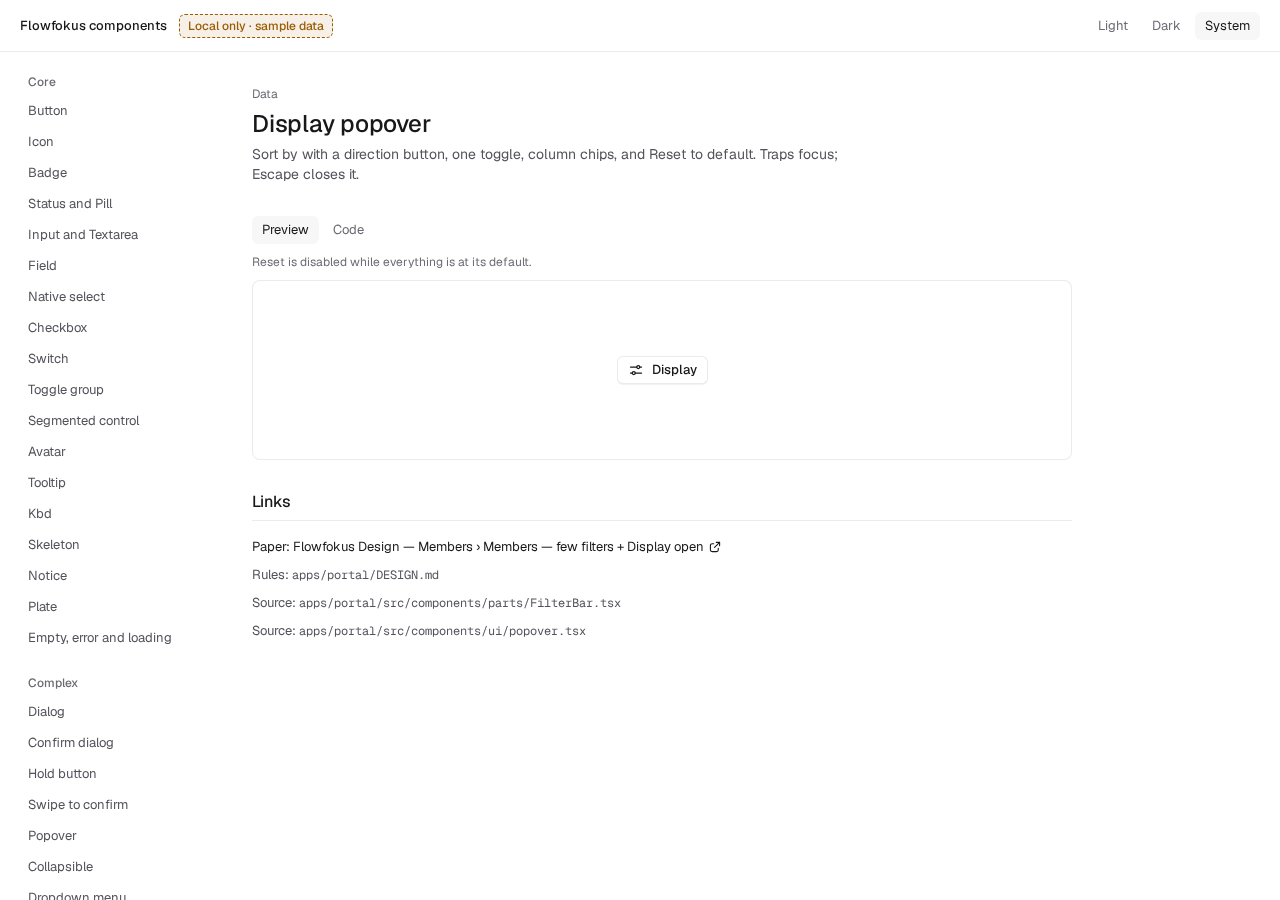 Flowfokus components
Local only · sample data
Light
Dark
System
Core
Button
Icon
Badge
Status and Pill
Input and Textarea
Field
Native select
Checkbox
Switch
Toggle group
Segmented control
Avatar
Tooltip
Kbd
Skeleton
Notice
Plate
Empty, error and loading
Complex
Dialog
Confirm dialog
Hold button
Swipe to confirm
Popover
Collapsible
Dropdown menu
Data
Display popover
Sort by with a direction button, one toggle, column chips, and Reset to default. Traps focus;
Escape closes it.
Preview
Code
Reset is disabled while everything is at its default.
Display
Links
Paper: Flowfokus Design — Members › Members — few filters + Display open
Rules: apps/portal/DESIGN.md
Source: apps/portal/src/components/parts/FilterBar.tsx
Source: apps/portal/src/components/ui/popover.tsx